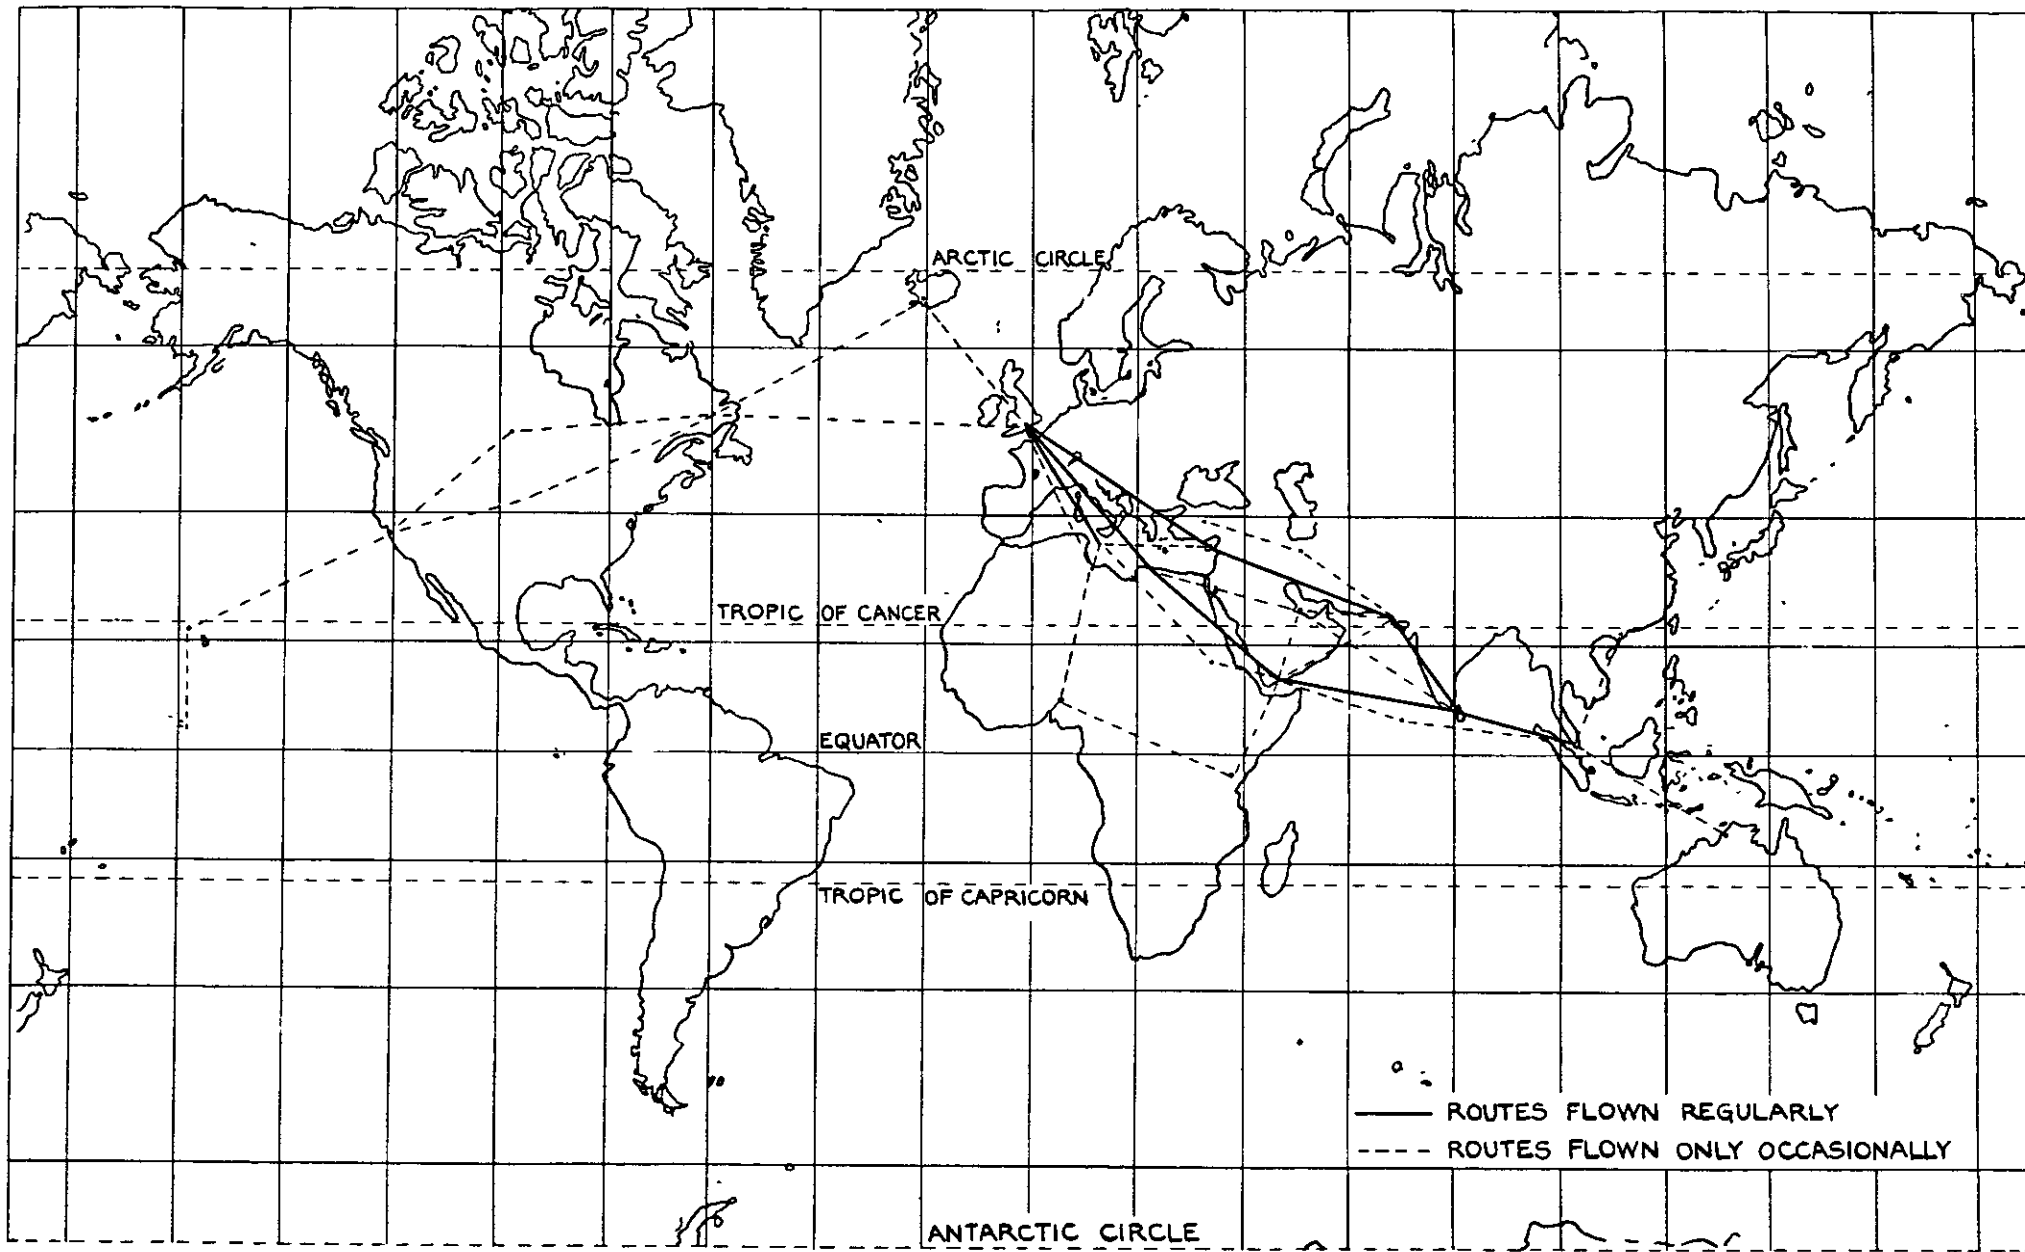 ARCTIC CIRCLE
TROPIC OF CANCER
EQUATOR
TROPIC OF CAPRICORN
ROUTES FLOWN REGULARLY
ROUTES FLOWN ONLY OCCASIONALLY
ANTARCTIC CIRCLE